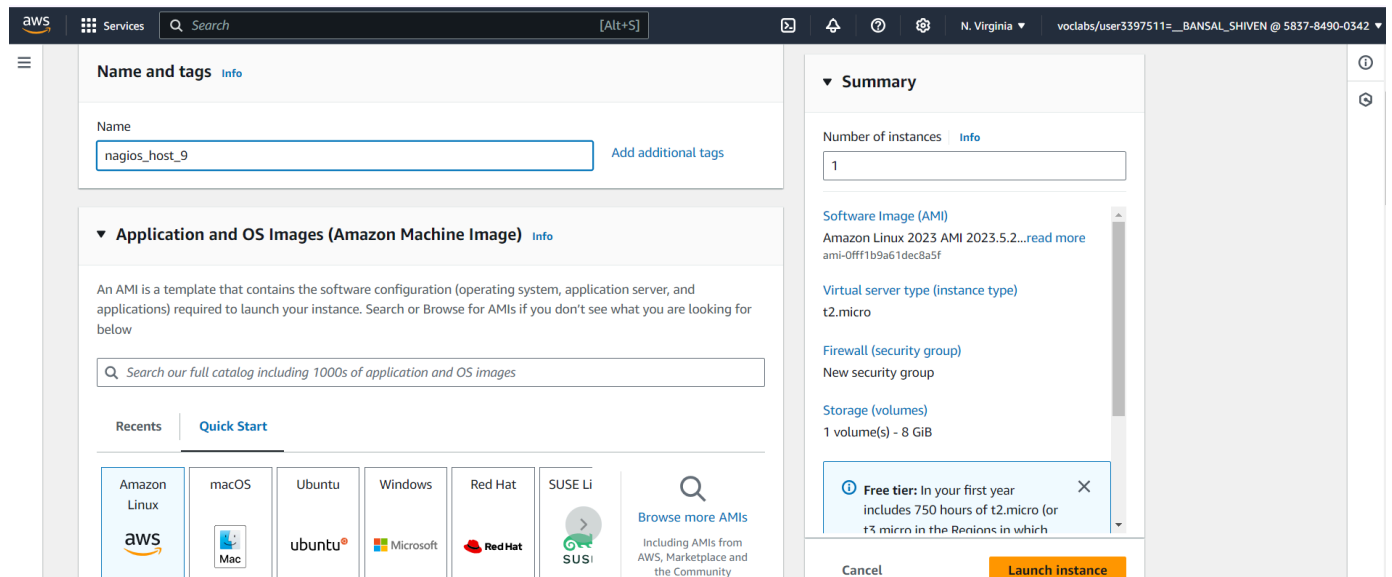 aws
Services
Search
[Alt+S]
N. Virginia
voclabs/user3397511=__BANSAL_SHIVEN @ 5837-8490-0342
Name and tags Info
Name
nagios_host_9
Add additional tags
Application and OS Images (Amazon Machine Image) Info
An AMI is a template that contains the software configuration (operating system, application server, and
applications) required to launch your instance. Search or Browse for AMIs if you don't see what you are looking for
below
Search our full catalog including 1000s of application and OS images
Recents
Quick Start
Amazon
Linux
aws
macOS
Mac
Ubuntu
ubuntu
Windows
Microsoft
Red Hat
Red Hat
SUSE Li
SUS
Browse more AMIs
Including AMIs from
AWS, Marketplace and
the Community
Summary
Number of instances Info
1
Software Image (AMI)
Amazon Linux 2023 AMI 2023.5.2...read more
ami-0fff1b9a61dec8a5f
Virtual server type (instance type)
t2.micro
Firewall (security group)
New security group
Storage (volumes)
1 volume(s) - 8 GiB
Free tier: In your first year
includes 750 hours of t2.micro (or
t3.micro in the Regions in which
Cancel
Launch instance